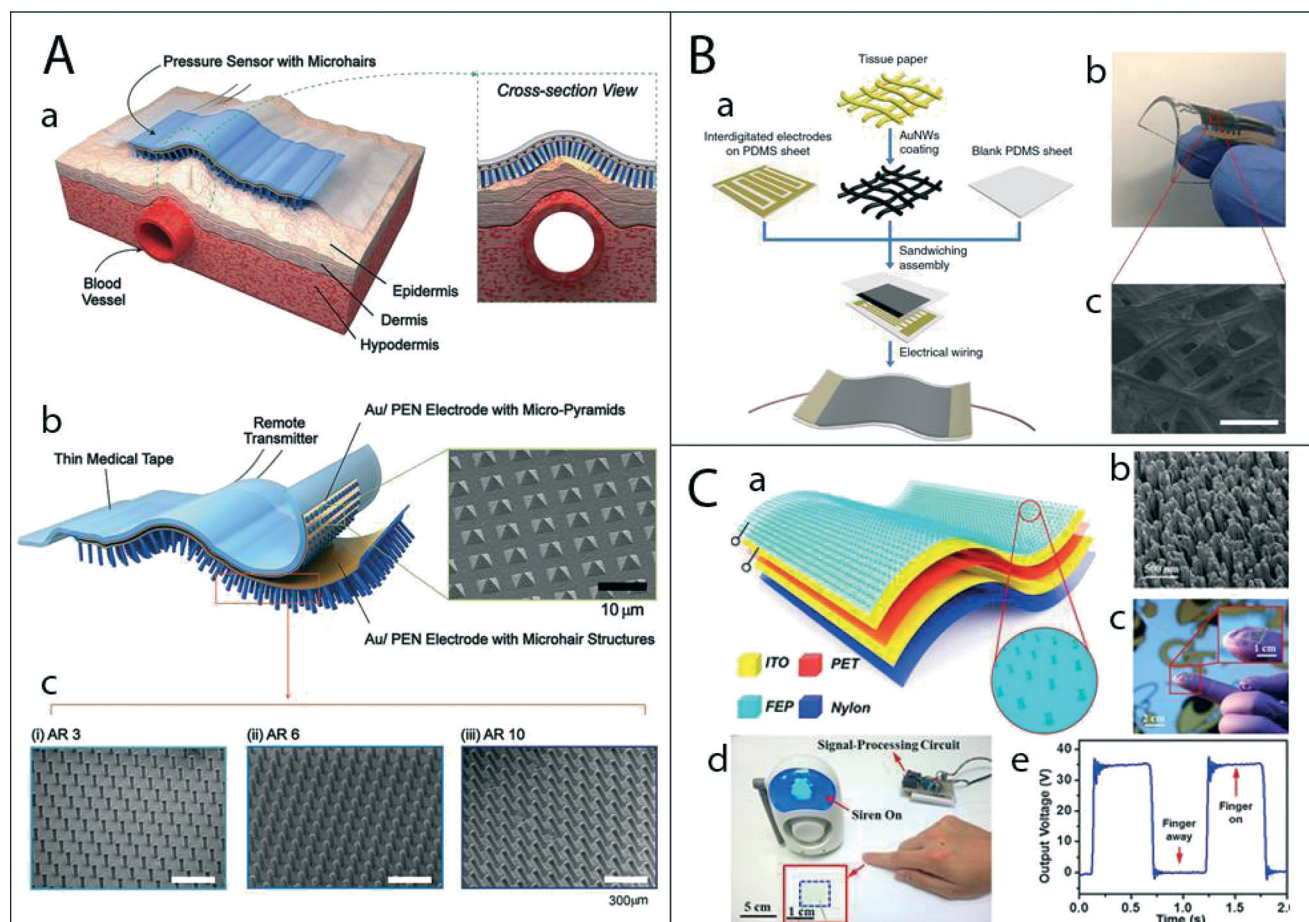 A
Pressure Sensor with Microhairs
a
Cross-section View
Blood
Vessel
Epidermis
Dermis
Hypodermis
b
Au/ PEN Electrode with Micro-Pyramids
Remote
Transmitter
Thin Medical Tape
10 μm
Au/ PEN Electrode with Microhair Structures
c
(i) AR 3
(ii) AR 6
(iii) AR 10
300μm
B
a
Tissue paper
Interdigitated electrodes
on PDMS sheet
AuNWs
coating
Blank PDMS sheet
Sandwiching
assembly
Electrical wiring
b
c
C
a
ITO
PET
FEP
Nylon
b
500 nm
c
1 cm
2 cm
d
Signal-Processing Circuit
Siren On
5 cm
1 cm
e
Output Voltage (V)
40
30
20
10
0
Finger
away
Finger
on
0.0
0.5
1.0
1.5
2.0
Time (s)